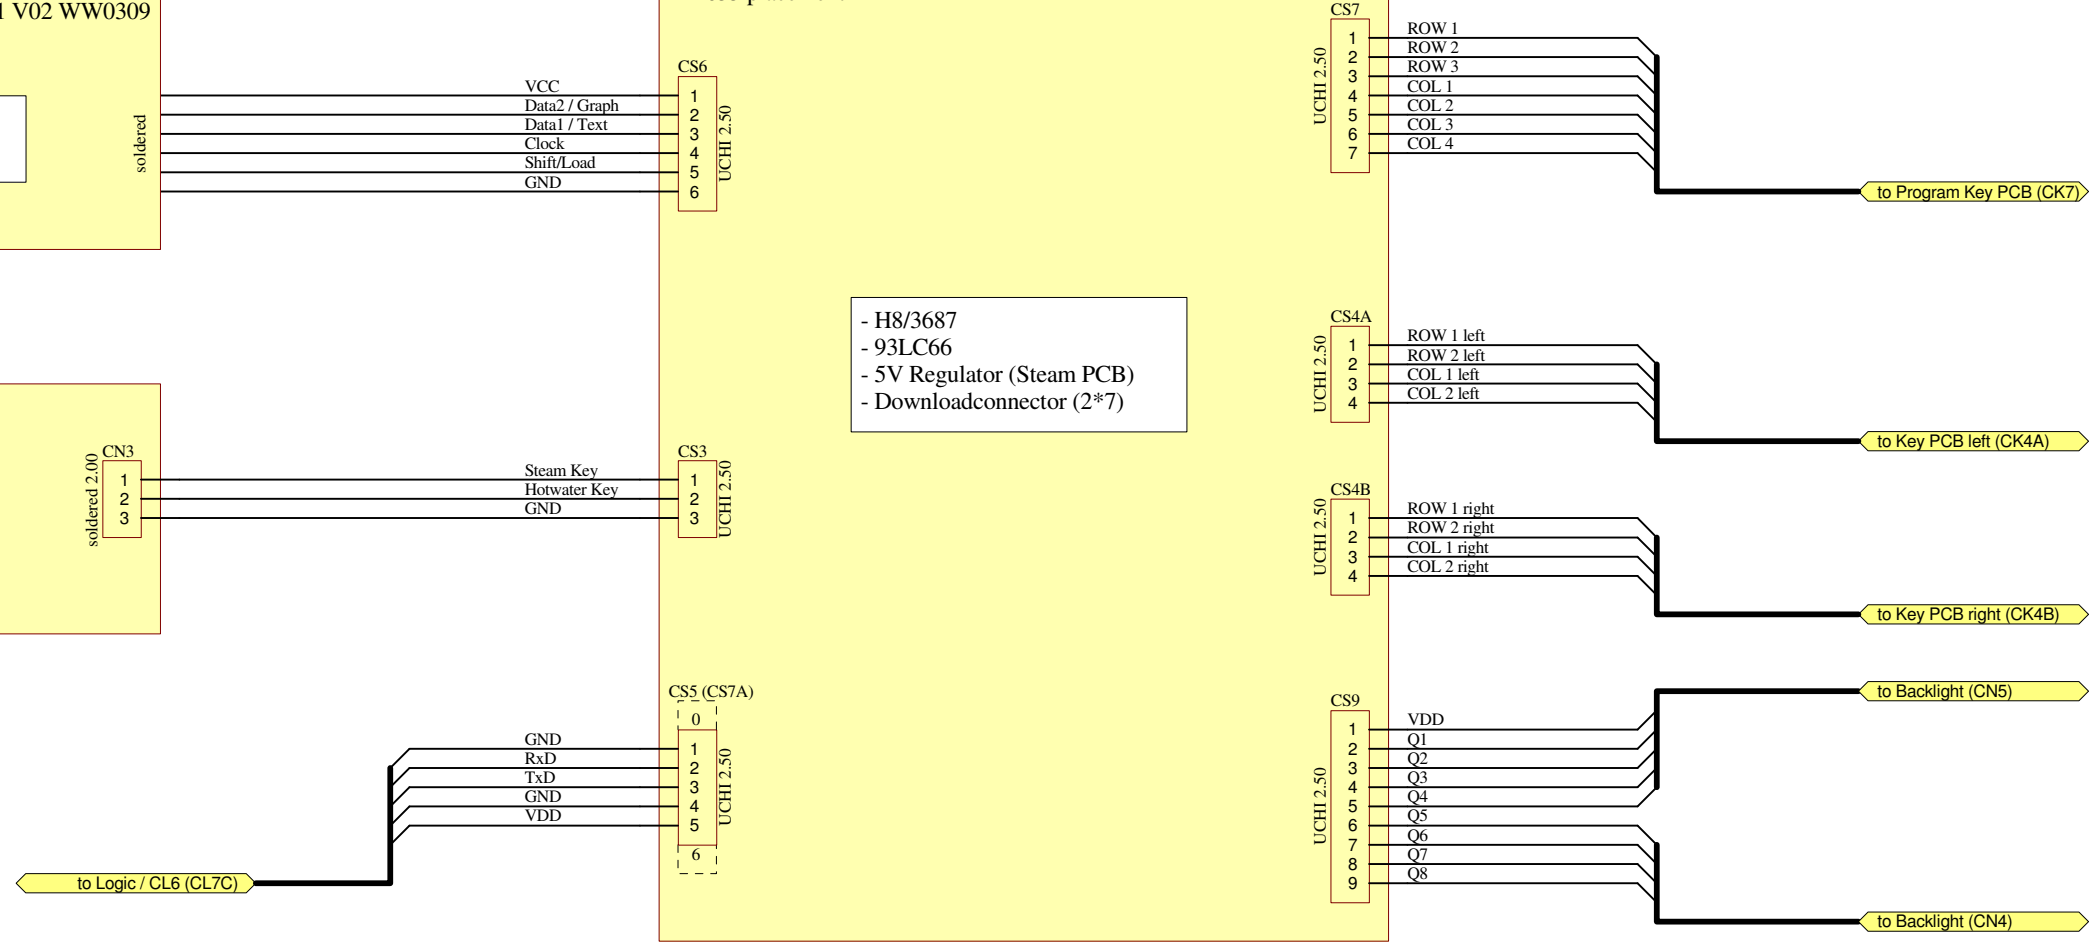 V02 WW0309
soldered
VCC
Data2 / Graph
Data1 / Text
Clock
Shift/Load
GND
CS6
1
2
3
4
5
6
UCHI 2.50
CN3
soldered 2.00
1
2
3
Steam Key
Hotwater Key
GND
CS3
1
2
3
UCHI 2.50
CS5 (CS7A)
0
GND
RxD
TxD
GND
VDD
1
2
3
4
5
6
UCHI 2.50
to Logic / CL6 (CL7C)
- H8/3687
- 93LC66
- 5V Regulator (Steam PCB)
- Downloadconnector (2*7)
CS7
UCHI 2.50
1
2
3
4
5
6
7
ROW 1
ROW 2
ROW 3
COL 1
COL 2
COL 3
COL 4
to Program Key PCB (CK7)
CS4A
UCHI 2.50
1
2
3
4
ROW 1 left
ROW 2 left
COL 1 left
COL 2 left
to Key PCB left (CK4A)
CS4B
UCHI 2.50
1
2
3
4
ROW 1 right
ROW 2 right
COL 1 right
COL 2 right
to Key PCB right (CK4B)
CS9
UCHI 2.50
1
2
3
4
5
6
7
8
9
VDD
Q1
Q2
Q3
Q4
Q5
Q6
Q7
Q8
to Backlight (CN5)
to Backlight (CN4)